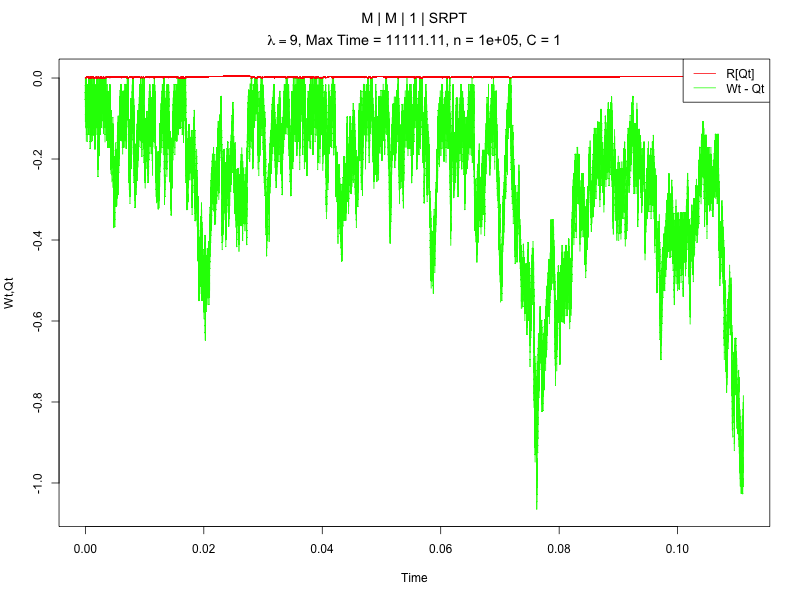 M | M | 1 | SRPT
λ = 9, Max Time = 11111.11, n = 1e+05, C = 1
R[Qt]
Wt - Qt
0.0
-0.2
-0.4
-0.6
-0.8
-1.0
Wt,Qt
0.00
0.02
0.04
0.06
0.08
0.10
Time